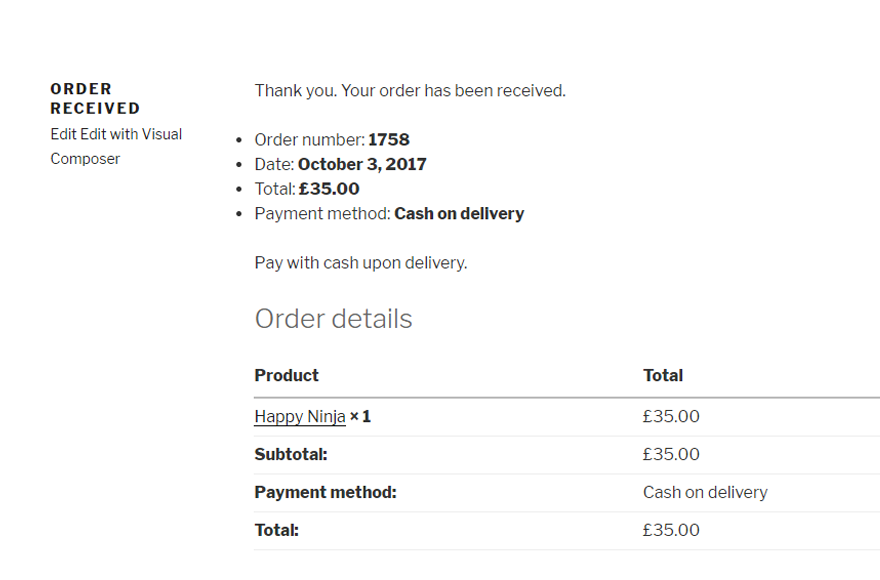 ORDER
RECEIVED
Edit Edit with Visual
Composer
Thank you. Your order has been received.
Order number: 1758
Date: October 3, 2017
Total: £35.00
Payment method: Cash on delivery
Pay with cash upon delivery.
Order details
Product Total
Happy Ninja × 1 £35.00
Subtotal: £35.00
Payment method: Cash on delivery
Total: £35.00